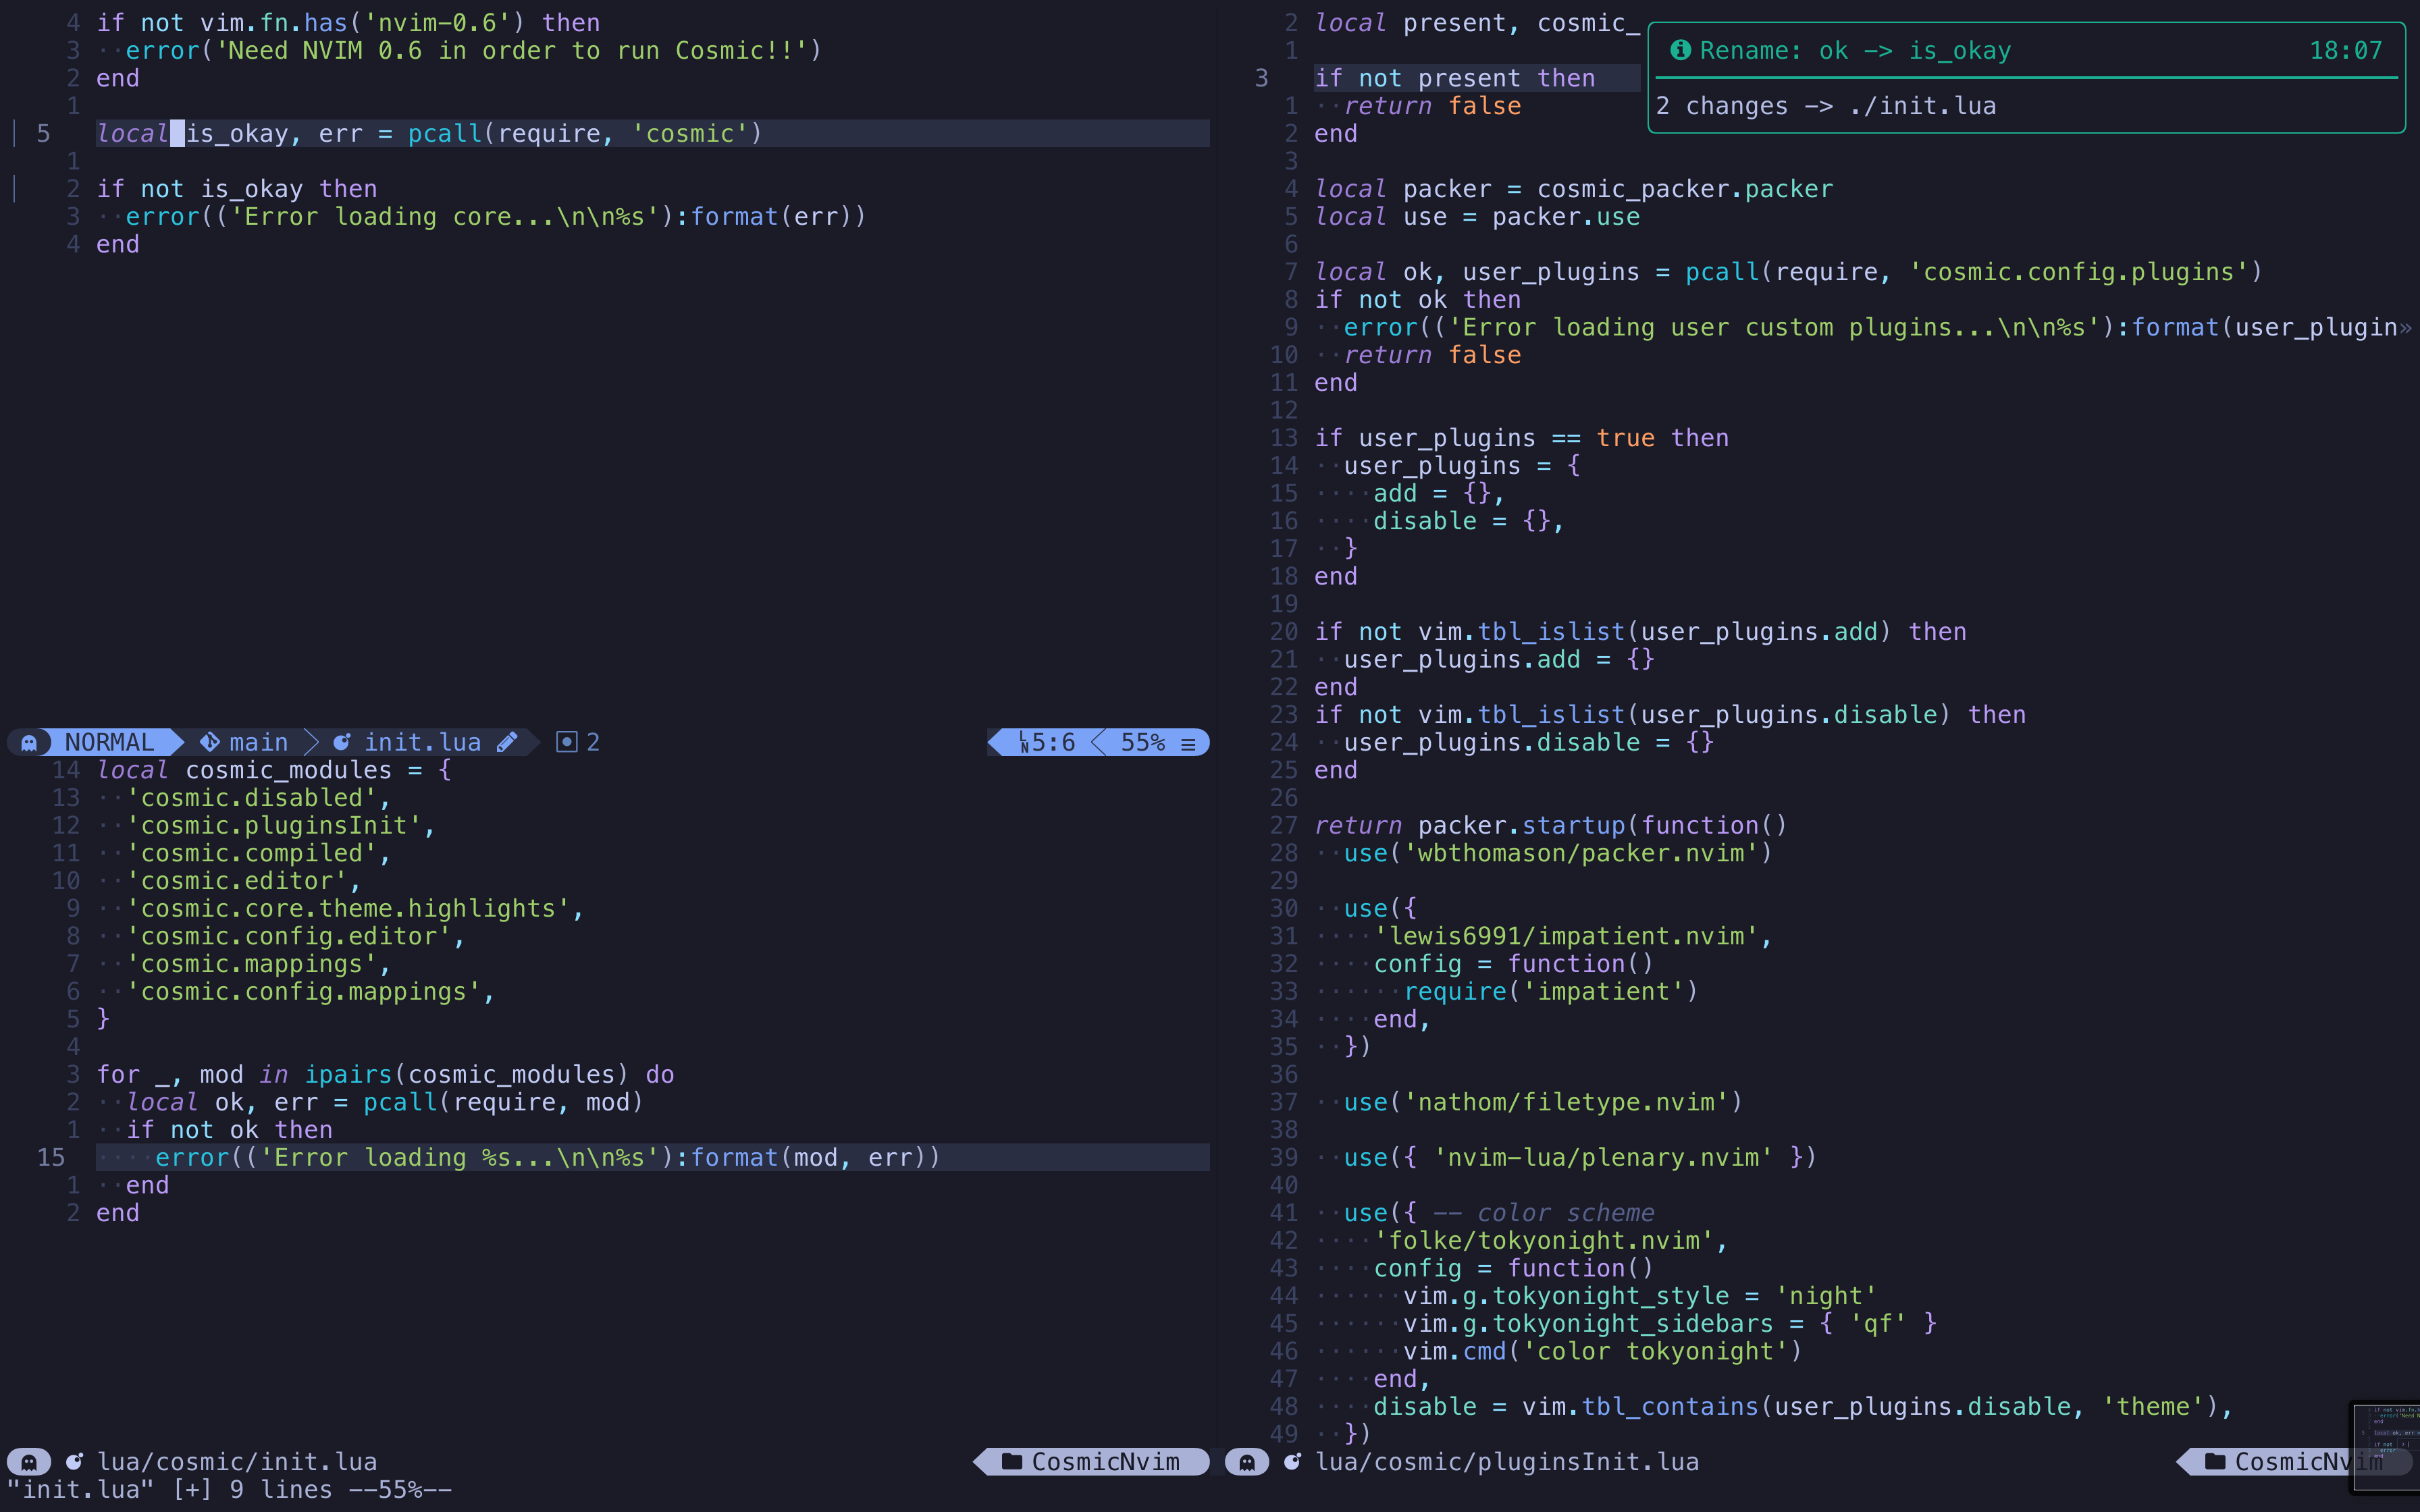 4 if not vim.fn.has('nvim-0.6') then
3 ··error('Need NVIM 0.6 in order to run Cosmic!!')
2 end
1
5 local is_okay, err = pcall(require, 'cosmic')
1
2 if not is_okay then
3 ··error(('Error loading core...\n\n%s'):format(err))
4 end
NORMAL main init.lua 2 5:6 55%
14 local cosmic_modules = {
13 ··'cosmic.disabled',
12 ··'cosmic.pluginsInit',
11 ··'cosmic.compiled',
10 ··'cosmic.editor',
9 ··'cosmic.core.theme.highlights',
8 ··'cosmic.config.editor',
7 ··'cosmic.mappings',
6 ··'cosmic.config.mappings',
5 }
4
3 for _, mod in ipairs(cosmic_modules) do
2 ··local ok, err = pcall(require, mod)
1 ··if not ok then
15 ····error(('Error loading %s...\n\n%s'):format(mod, err))
1 ··end
2 end
lua/cosmic/init.lua CosmicNvim
"init.lua" [+] 9 lines --55%--
2 local present, cosmic_
1
3 if not present then
1 ··return false
2 end
3
4 local packer = cosmic_packer.packer
5 local use = packer.use
6
7 local ok, user_plugins = pcall(require, 'cosmic.config.plugins')
8 if not ok then
9 ··error(('Error loading user custom plugins...\n\n%s'):format(user_plugin»
10 ··return false
11 end
12
13 if user_plugins == true then
14 ··user_plugins = {
15 ····add = {},
16 ····disable = {},
17 ··}
18 end
19
20 if not vim.tbl_islist(user_plugins.add) then
21 ··user_plugins.add = {}
22 end
23 if not vim.tbl_islist(user_plugins.disable) then
24 ··user_plugins.disable = {}
25 end
26
27 return packer.startup(function()
28 ··use('wbthomason/packer.nvim')
29
30 ··use({
31 ····'lewis6991/impatient.nvim',
32 ····config = function()
33 ······require('impatient')
34 ····end,
35 ··})
36
37 ··use('nathom/filetype.nvim')
38
39 ··use({ 'nvim-lua/plenary.nvim' })
40
41 ··use({ -- color scheme
42 ····'folke/tokyonight.nvim',
43 ····config = function()
44 ······vim.g.tokyonight_style = 'night'
45 ······vim.g.tokyonight_sidebars = { 'qf' }
46 ······vim.cmd('color tokyonight')
47 ····end,
48 ····disable = vim.tbl_contains(user_plugins.disable, 'theme'),
49 ··})
lua/cosmic/pluginsInit.lua CosmicNvim
Rename: ok -> is_okay 18:07
2 changes -> ./init.lua